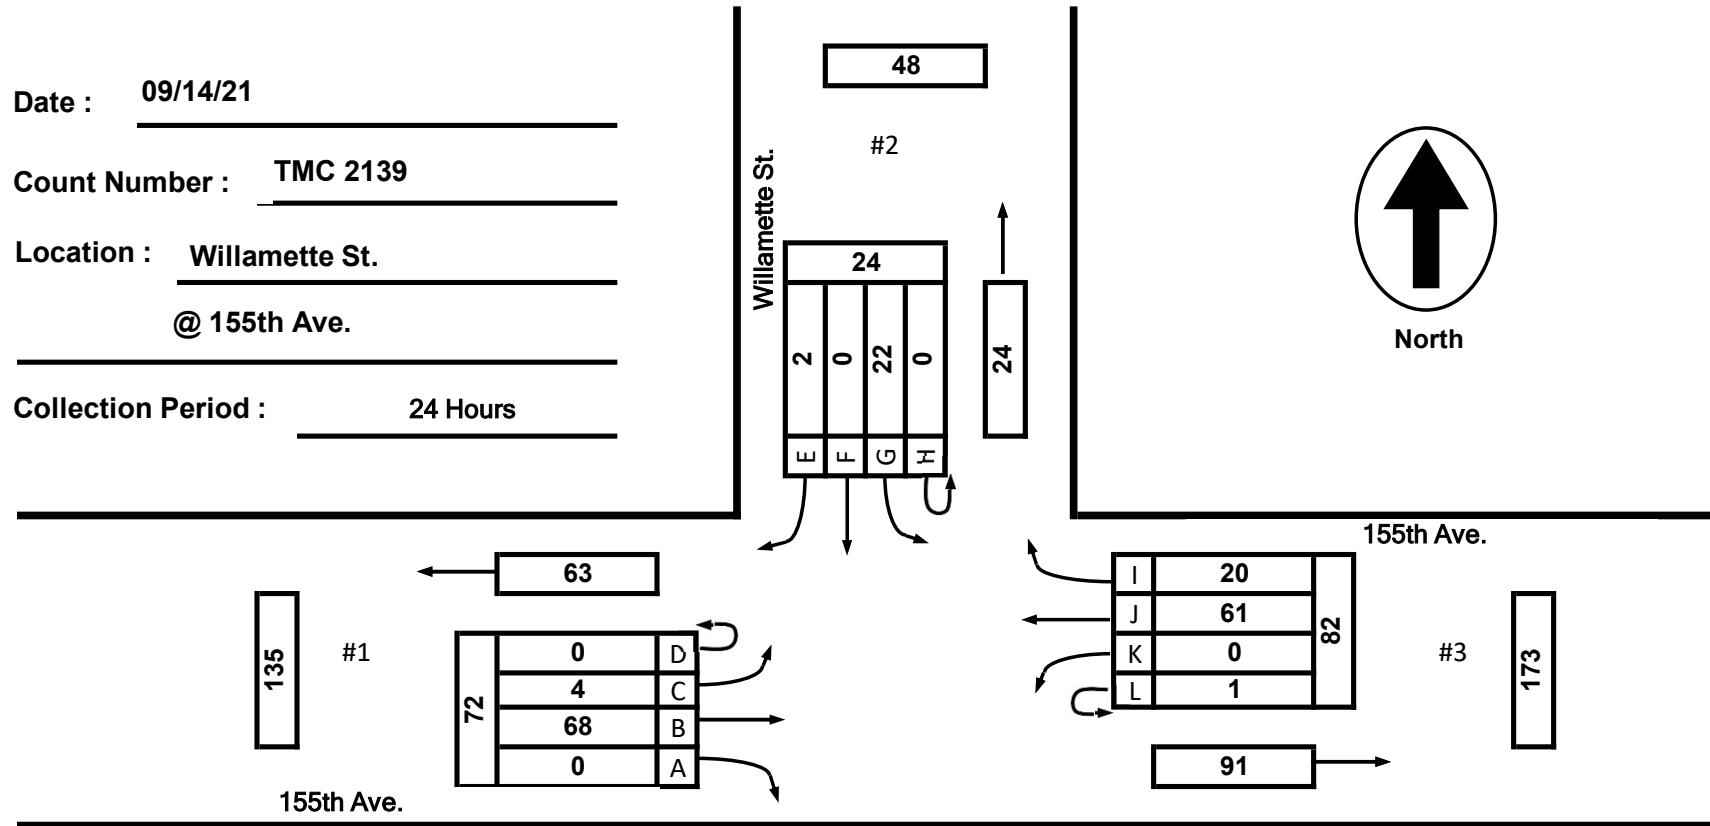 Date : 09/14/21
Count Number : TMC 2139
Location : Willamette St.
@ 155th Ave.
Collection Period : 24 Hours
48
#2
Willamette St.
24
2 0 22 0
E F G H
24
North
155th Ave.
63
135
#1
72
0 D
4 C
68 B
0 A
155th Ave.
I 20
J 61
K 0
L 1
82
#3
173
91